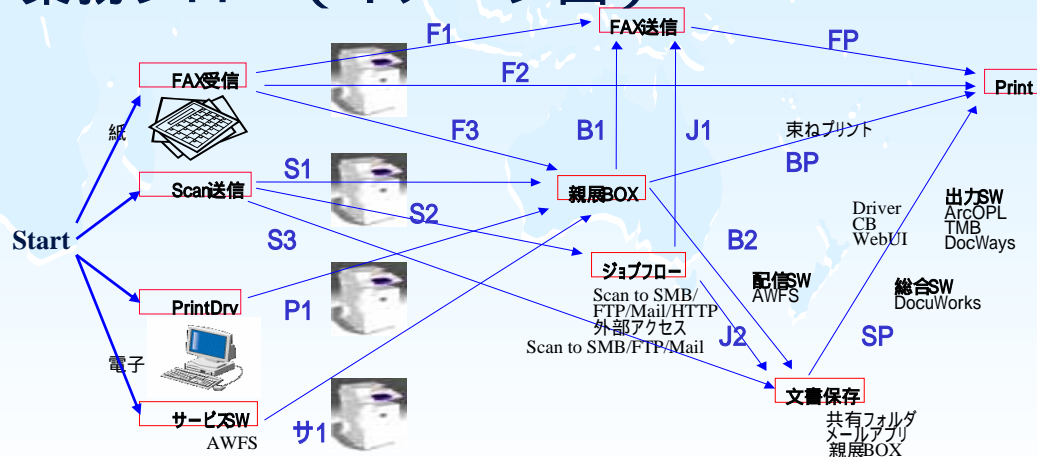 FAX送信
F1
FP
FAX受信
F2
Print
紙
F3
B1
J1
束ねプリント
BP
S1
Scan送信
親展BOX
S2
出力SW
ArcOPL
TMB
DocWays
Driver
CB
WebUI
Start
S3
B2
ジョブフロー
配信SW
AWFS
総合SW
DocuWorks
Scan to SMB/
FTP/Mail/HTTP
外部アクセス
Scan to SMB/FTP/Mail
PrintDrv
P1
J2
SP
電子
文書保存
サービスSW
AWFS
サ1
共有フォルダ
メールアプリ
親展BOX